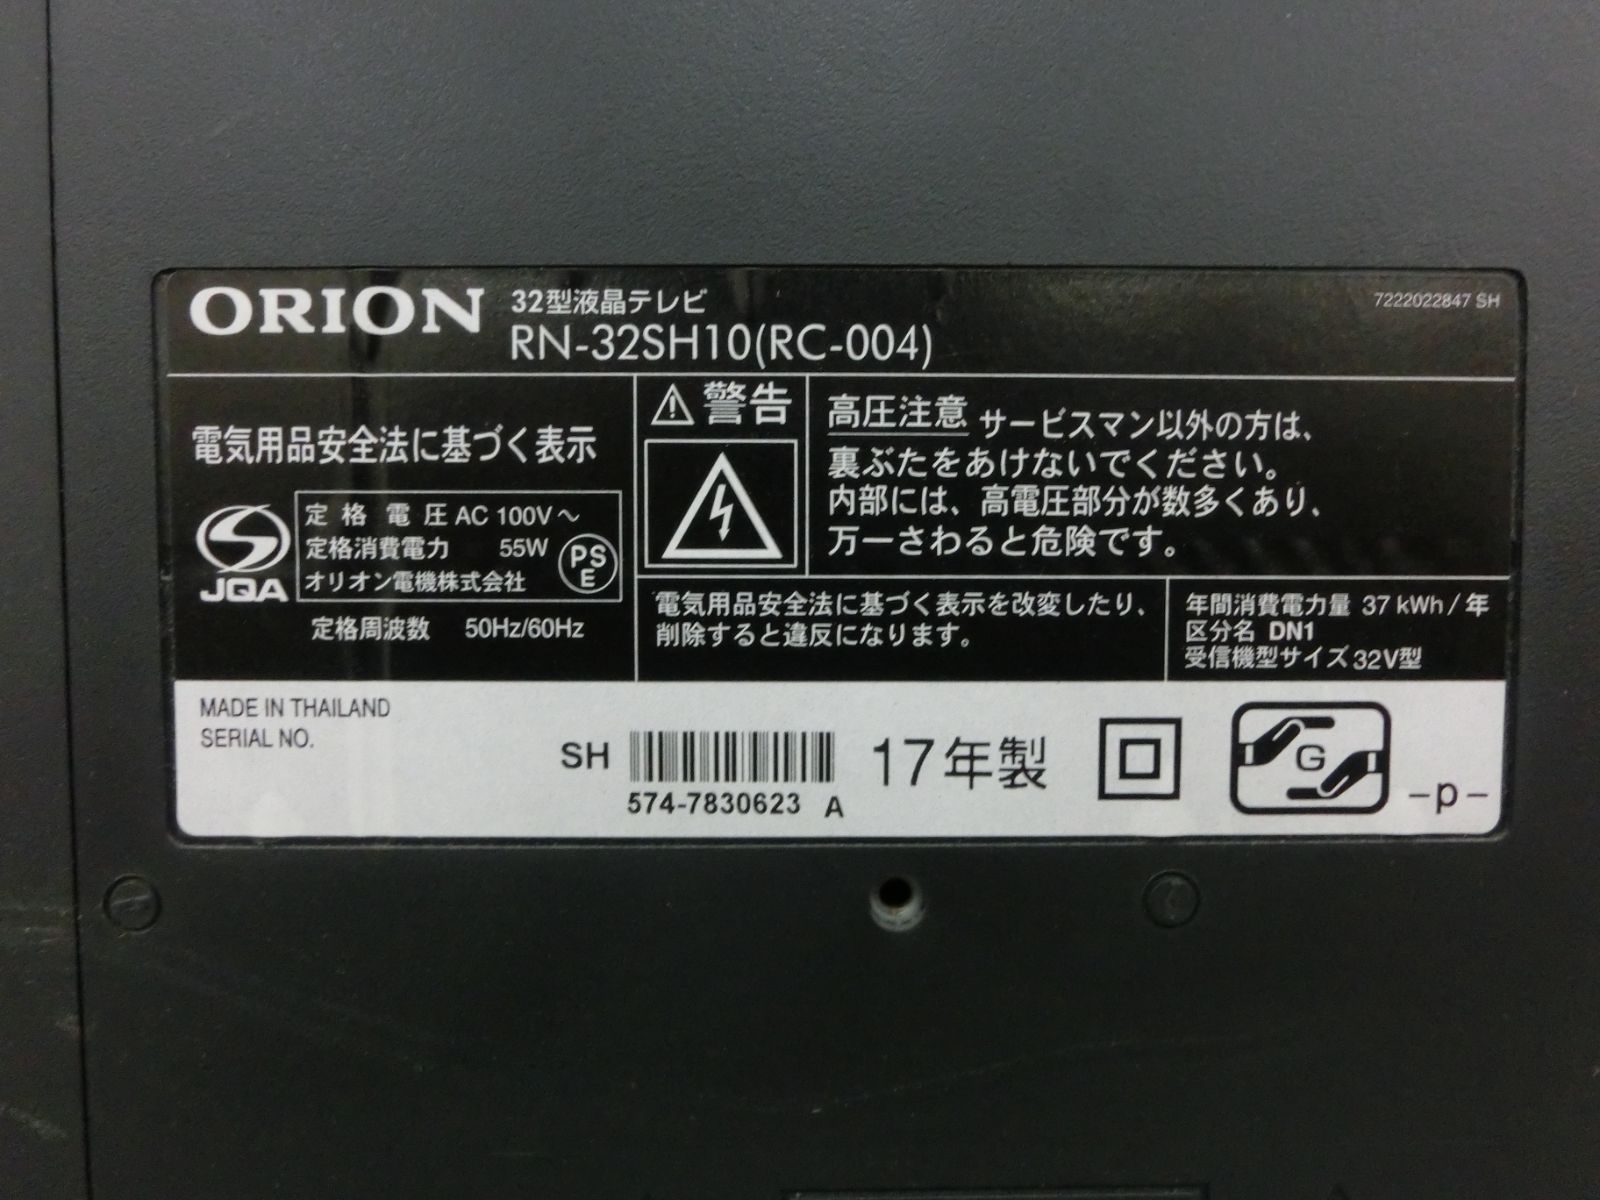 ORION
32型液晶テレビ
RN-32SH10(RC-004)
7222022847 SH
電気用品安全法に基づく表示
JQA
定格電圧 AC 100V～
定格消費電力 55W
オリオン電機株式会社
PS
E
定格周波数 50Hz/60Hz
警告
高圧注意 サービスマン以外の方は、
裏ぶたをあけないでください。
内部には、高電圧部分が数多くあり、
万一さわると危険です。
電気用品安全法に基づく表示を改変したり、
削除すると違反になります。
年間消費電力量 37 kWh/年
区分名 DN1
受信機型サイズ 32V型
MADE IN THAILAND
SERIAL NO.
SH
574-7830623 A
17年製
G
-p-